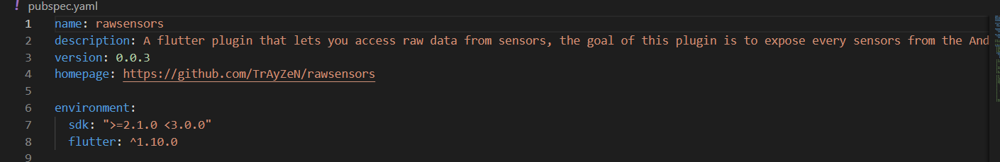 ! pubspec.yaml
1 name: rawsensors
2 description: A flutter plugin that lets you access raw data from sensors, the goal of this plugin is to expose every sensors from the And
3 version: 0.0.3
4 homepage: https://github.com/TrAyZeN/rawsensors
5
6 environment:
7 sdk: ">=2.1.0 <3.0.0"
8 flutter: ^1.10.0
9